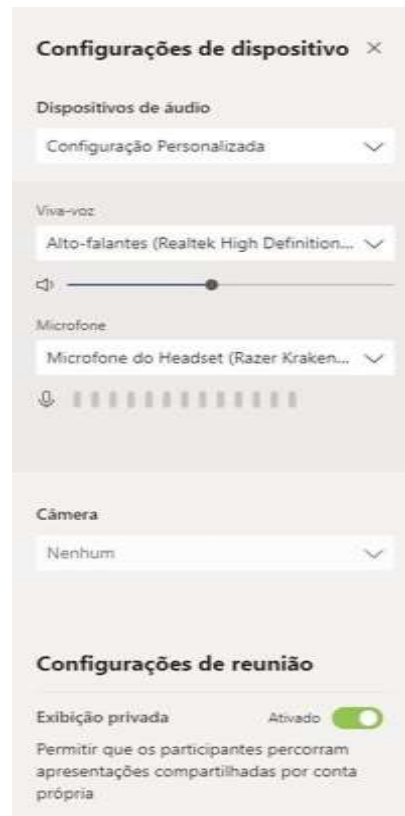 Configurações de dispositivo
Dispositivos de áudio
Configuração Personalizada
Viva-voz
Alto-falantes (Realtek High Definition...
Microfone
Microfone do Headset (Razer Kraken...
Câmera
Nenhum
Configurações de reunião
Exibição privada Ativado
Permitir que os participantes percorram
apresentações compartilhadas por conta
própria